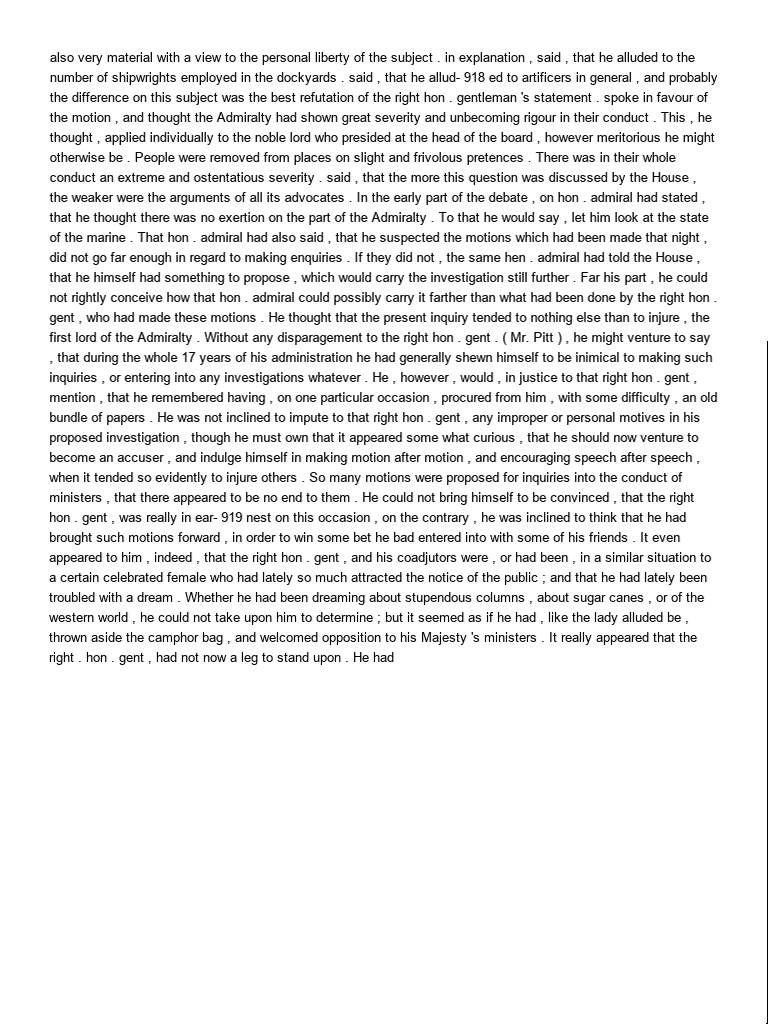 also very material with a view to the personal liberty of the subject . in explanation , said , that he alluded to the
number of shipwrights employed in the dockyards . said , that he allud- 918 ed to artificers in general , and probably
the difference on this subject was the best refutation of the right hon . gentleman 's statement . spoke in favour of
the motion , and thought the Admiralty had shown great severity and unbecoming rigour in their conduct . This , he
thought , applied individually to the noble lord who presided at the head of the board , however meritorious he might
otherwise be . People were removed from places on slight and frivolous pretences . There was in their whole
conduct an extreme and ostentatious severity . said , that the more this question was discussed by the House ,
the weaker were the arguments of all its advocates . In the early part of the debate , on hon . admiral had stated ,
that he thought there was no exertion on the part of the Admiralty . To that he would say , let him look at the state
of the marine . That hon . admiral had also said , that he suspected the motions which had been made that night ,
did not go far enough in regard to making enquiries . If they did not , the same hen . admiral had told the House ,
that he himself had something to propose , which would carry the investigation still further . Far his part , he could
not rightly conceive how that hon . admiral could possibly carry it farther than what had been done by the right hon .
gent , who had made these motions . He thought that the present inquiry tended to nothing else than to injure , the
first lord of the Admiralty . Without any disparagement to the right hon . gent . ( Mr. Pitt ) , he might venture to say
, that during the whole 17 years of his administration he had generally shewn himself to be inimical to making such
inquiries , or entering into any investigations whatever . He , however , would , in justice to that right hon . gent ,
mention , that he remembered having , on one particular occasion , procured from him , with some difficulty , an old
bundle of papers . He was not inclined to impute to that right hon . gent , any improper or personal motives in his
proposed investigation , though he must own that it appeared some what curious , that he should now venture to
become an accuser , and indulge himself in making motion after motion , and encouraging speech after speech ,
when it tended so evidently to injure others . So many motions were proposed for inquiries into the conduct of
ministers , that there appeared to be no end to them . He could not bring himself to be convinced , that the right
hon . gent , was really in ear- 919 nest on this occasion , on the contrary , he was inclined to think that he had
brought such motions forward , in order to win some bet he bad entered into with some of his friends . It even
appeared to him , indeed , that the right hon . gent , and his coadjutors were , or had been , in a similar situation to
a certain celebrated female who had lately so much attracted the notice of the public ; and that he had lately been
troubled with a dream . Whether he had been dreaming about stupendous columns , about sugar canes , or of the
western world , he could not take upon him to determine ; but it seemed as if he had , like the lady alluded be ,
thrown aside the camphor bag , and welcomed opposition to his Majesty 's ministers . It really appeared that the
right . hon . gent , had not now a leg to stand upon . He had